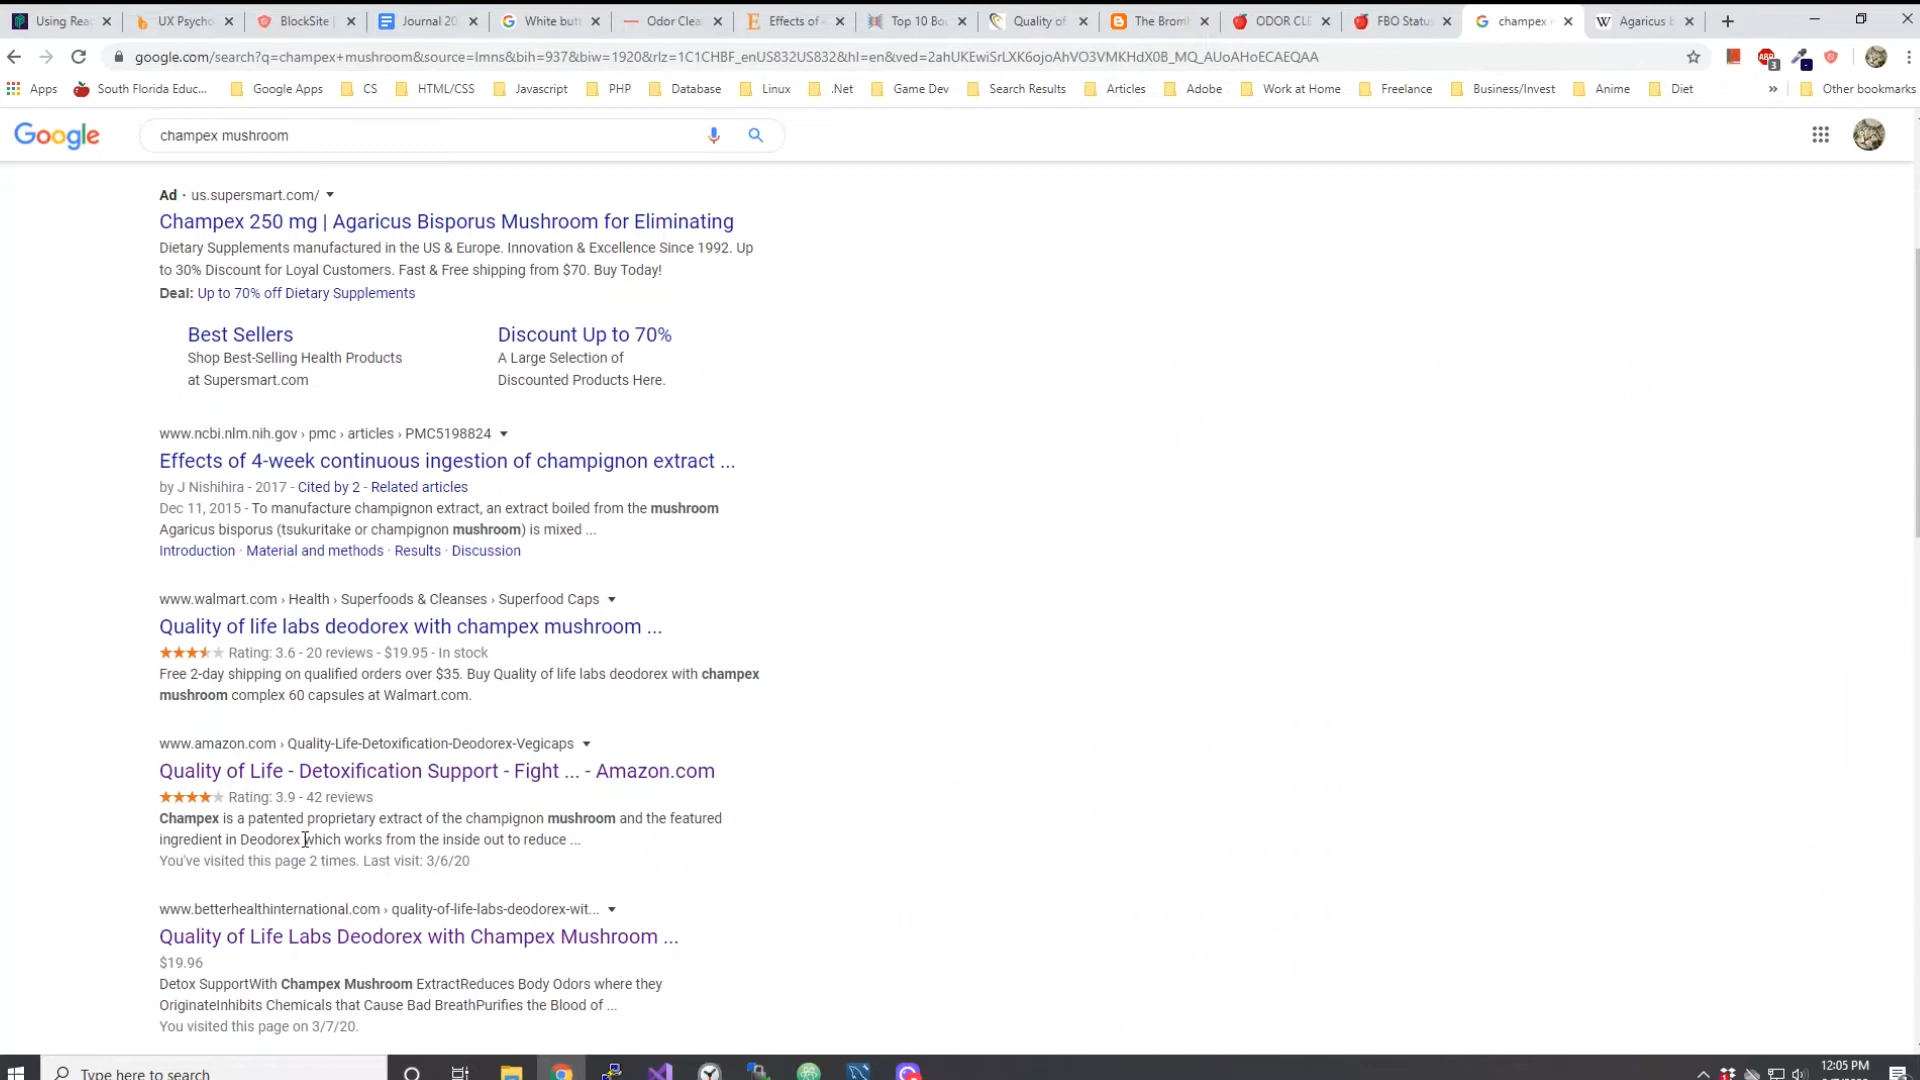 Using Rea
UX Psycho
BlockSite
Journal 20
White butt
Odor Clea
Effects of 4
Top 10 Bou
Quality of
The Brom
ODOR CLE
FBO Statu
champex m
Agaricus b
google.com/search?q=champex+mushroom&source=lmns&bih=937&biw=1920&rlz=1C1CHBF_enUS832US832&hl=en&ved=2ahUKEwiSrLXK6ojoAhVO3VMKHdX0B_MQ_AUoAHoECAEQAA
Apps South Florida Educ... Google Apps CS HTML/CSS Javascript PHP Database Linux .Net Game Dev Search Results Articles Adobe Work at Home Freelance Business/Invest Anime Diet » Other bookmarks
Google champex mushroom
Ad · us.supersmart.com/
Champex 250 mg | Agaricus Bisporus Mushroom for Eliminating
Dietary Supplements manufactured in the US & Europe. Innovation & Excellence Since 1992. Up
to 30% Discount for Loyal Customers. Fast & Free shipping from $70. Buy Today!
Deal: Up to 70% off Dietary Supplements
Best Sellers
Shop Best-Selling Health Products
at Supersmart.com
Discount Up to 70%
A Large Selection of
Discounted Products Here.
www.ncbi.nlm.nih.gov › pmc › articles › PMC5198824
Effects of 4-week continuous ingestion of champignon extract ...
by J Nishihira - 2017 - Cited by 2 - Related articles
Dec 11, 2015 - To manufacture champignon extract, an extract boiled from the mushroom
Agaricus bisporus (tsukuritake or champignon mushroom) is mixed ...
Introduction · Material and methods · Results · Discussion
www.walmart.com › Health › Superfoods & Cleanses › Superfood Caps
Quality of life labs deodorex with champex mushroom ...
Rating: 3.6 - 20 reviews - $19.95 - In stock
Free 2-day shipping on qualified orders over $35. Buy Quality of life labs deodorex with champex
mushroom complex 60 capsules at Walmart.com.
www.amazon.com › Quality-Life-Detoxification-Deodorex-Vegicaps
Quality of Life - Detoxification Support - Fight ... - Amazon.com
Rating: 3.9 - 42 reviews
Champex is a patented proprietary extract of the champignon mushroom and the featured
ingredient in Deodorex which works from the inside out to reduce ...
You've visited this page 2 times. Last visit: 3/6/20
www.betterhealthinternational.com › quality-of-life-labs-deodorex-wit...
Quality of Life Labs Deodorex with Champex Mushroom ...
$19.96
Detox SupportWith Champex Mushroom ExtractReduces Body Odors where they
OriginateInhibits Chemicals that Cause Bad BreathPurifies the Blood of ...
You visited this page on 3/7/20.
Type here to search
12:05 PM